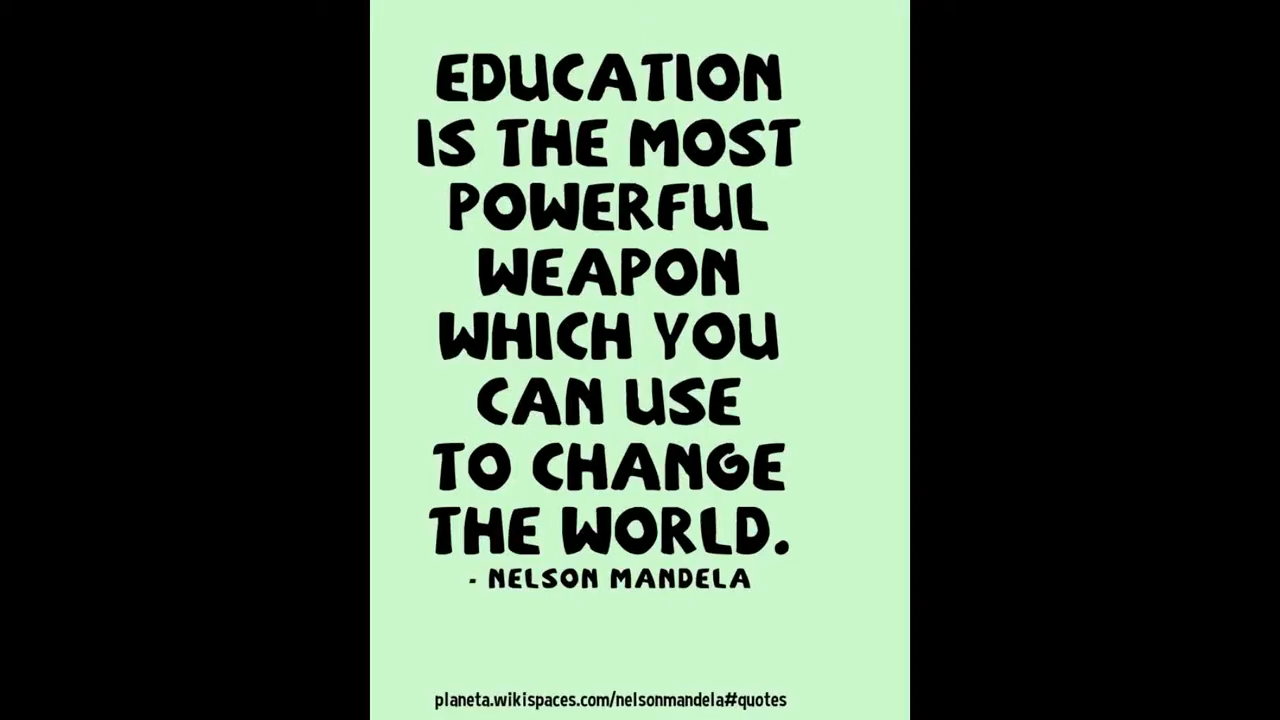 EDUCATION
IS THE MOST
POWERFUL
WEAPON
WHICH YOU
CAN USE
TO CHANGE
THE WORLD.
- NELSON MANDELA
planeta.wikispaces.com/nelsonmandela#quotes